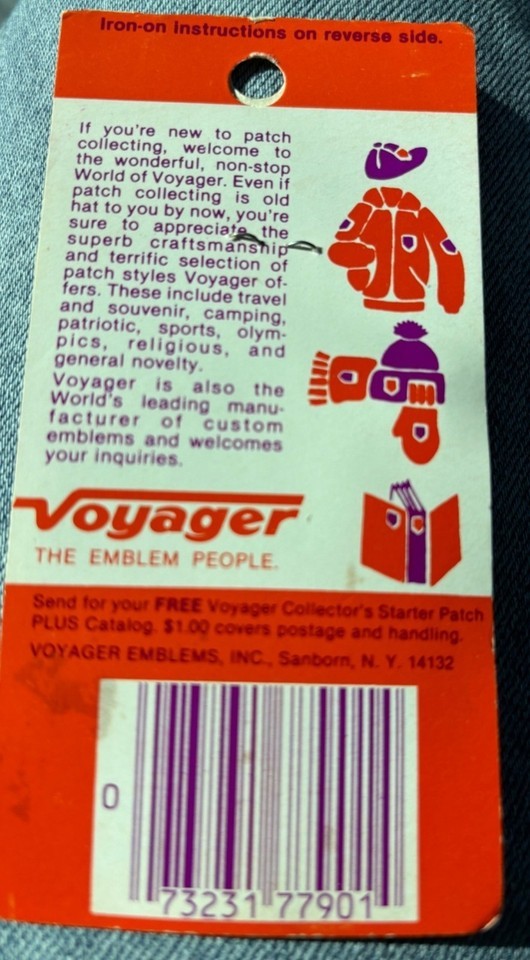 Iron-on instructions on reverse side.
If you're new to patch
collecting, welcome to
the wonderful, non-stop
World of Voyager. Even if
patch collecting is old
hat to you by now, you're
sure to appreciate the
superb craftsmanship
and terrific selection of
patch styles Voyager of-
fers. These include travel
and souvenir, camping,
patriotic, sports, olym-
pics, religious, and
general novelty.
Voyager is also the
World's leading manu-
facturer of custom
emblems and welcomes
your inquiries.
Voyager
THE EMBLEM PEOPLE.
Send for your FREE Voyager Collector's Starter Patch
PLUS Catalog. $1.00 covers postage and handling.
VOYAGER EMBLEMS, INC., Sanborn, N. Y. 14132
0 73231 77901